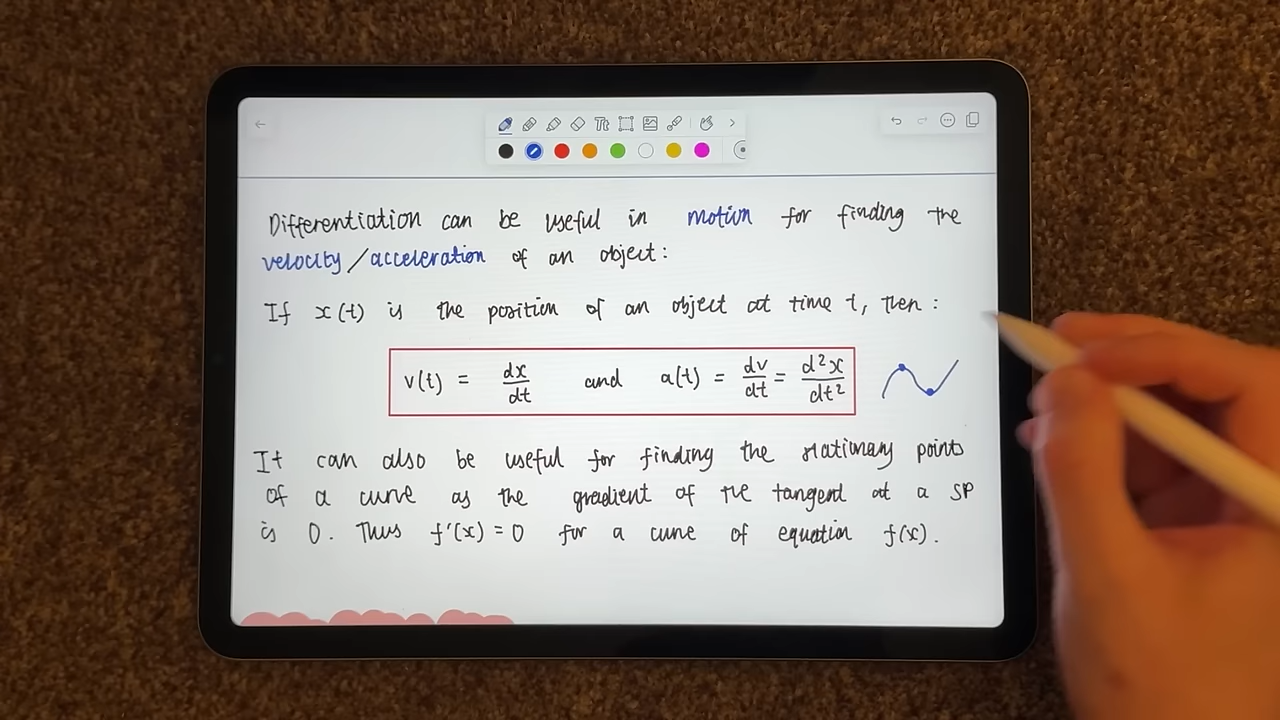 Differentiation can be useful in motion for finding the
velocity/acceleration of an object:
If x(t) is the position of an object at time t, then:
v(t) = dx/dt and a(t) = dv/dt = d²x/dt²
It can also be useful for finding the stationary points
of a curve as the gradient of the tangent at a SP
is 0. Thus f'(x) = 0 for a curve of equation f(x).